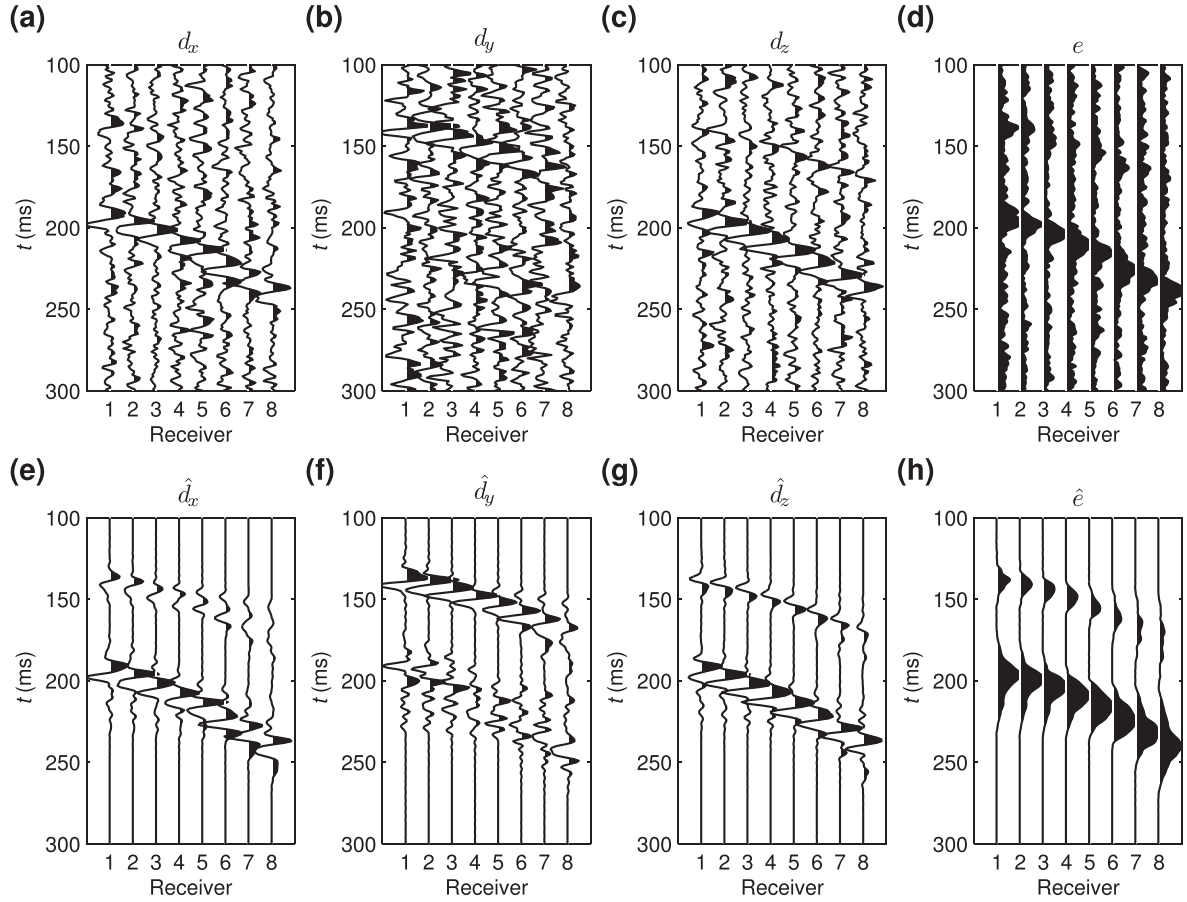 (a) (b) (c) (d)
d_x d_y d_z e
100 100 100 100
150 150 150 150
200 200 200 200
250 250 250 250
300 300 300 300
t (ms) t (ms) t (ms) t (ms)
1 2 3 4 5 6 7 8 1 2 3 4 5 6 7 8 1 2 3 4 5 6 7 8 1 2 3 4 5 6 7 8
Receiver Receiver Receiver Receiver
(e) (f) (g) (h)
d̂_x d̂_y d̂_z ê
100 100 100 100
150 150 150 150
200 200 200 200
250 250 250 250
300 300 300 300
t (ms) t (ms) t (ms) t (ms)
1 2 3 4 5 6 7 8 1 2 3 4 5 6 7 8 1 2 3 4 5 6 7 8 1 2 3 4 5 6 7 8
Receiver Receiver Receiver Receiver